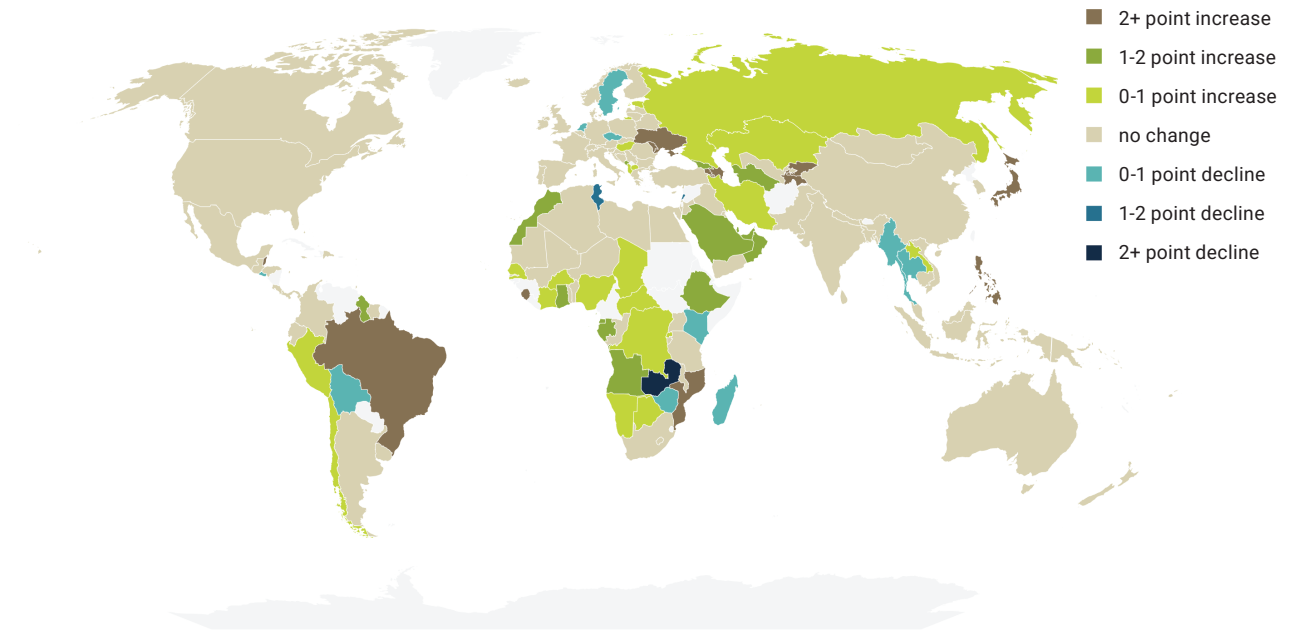 2+ point increase
1-2 point increase
0-1 point increase
no change
0-1 point decline
1-2 point decline
2+ point decline